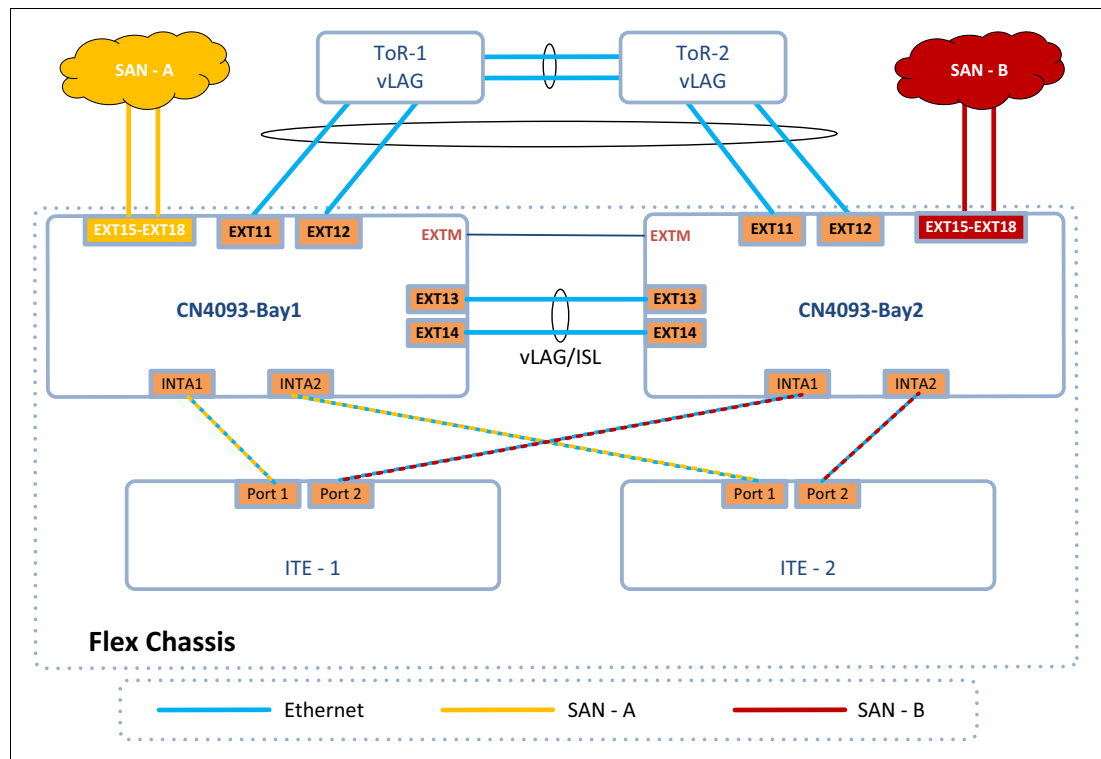 SAN - A
ToR-1
vLAG
ToR-2
vLAG
SAN - B
EXT15-EXT18
EXT11
EXT12
EXTM
EXTM
EXT11
EXT12
EXT15-EXT18
CN4093-Bay1
EXT13
EXT14
EXT13
EXT14
CN4093-Bay2
vLAG/ISL
INTA1
INTA2
INTA1
INTA2
Port 1
Port 2
Port 1
Port 2
ITE - 1
ITE - 2
Flex Chassis
Ethernet
SAN - A
SAN - B